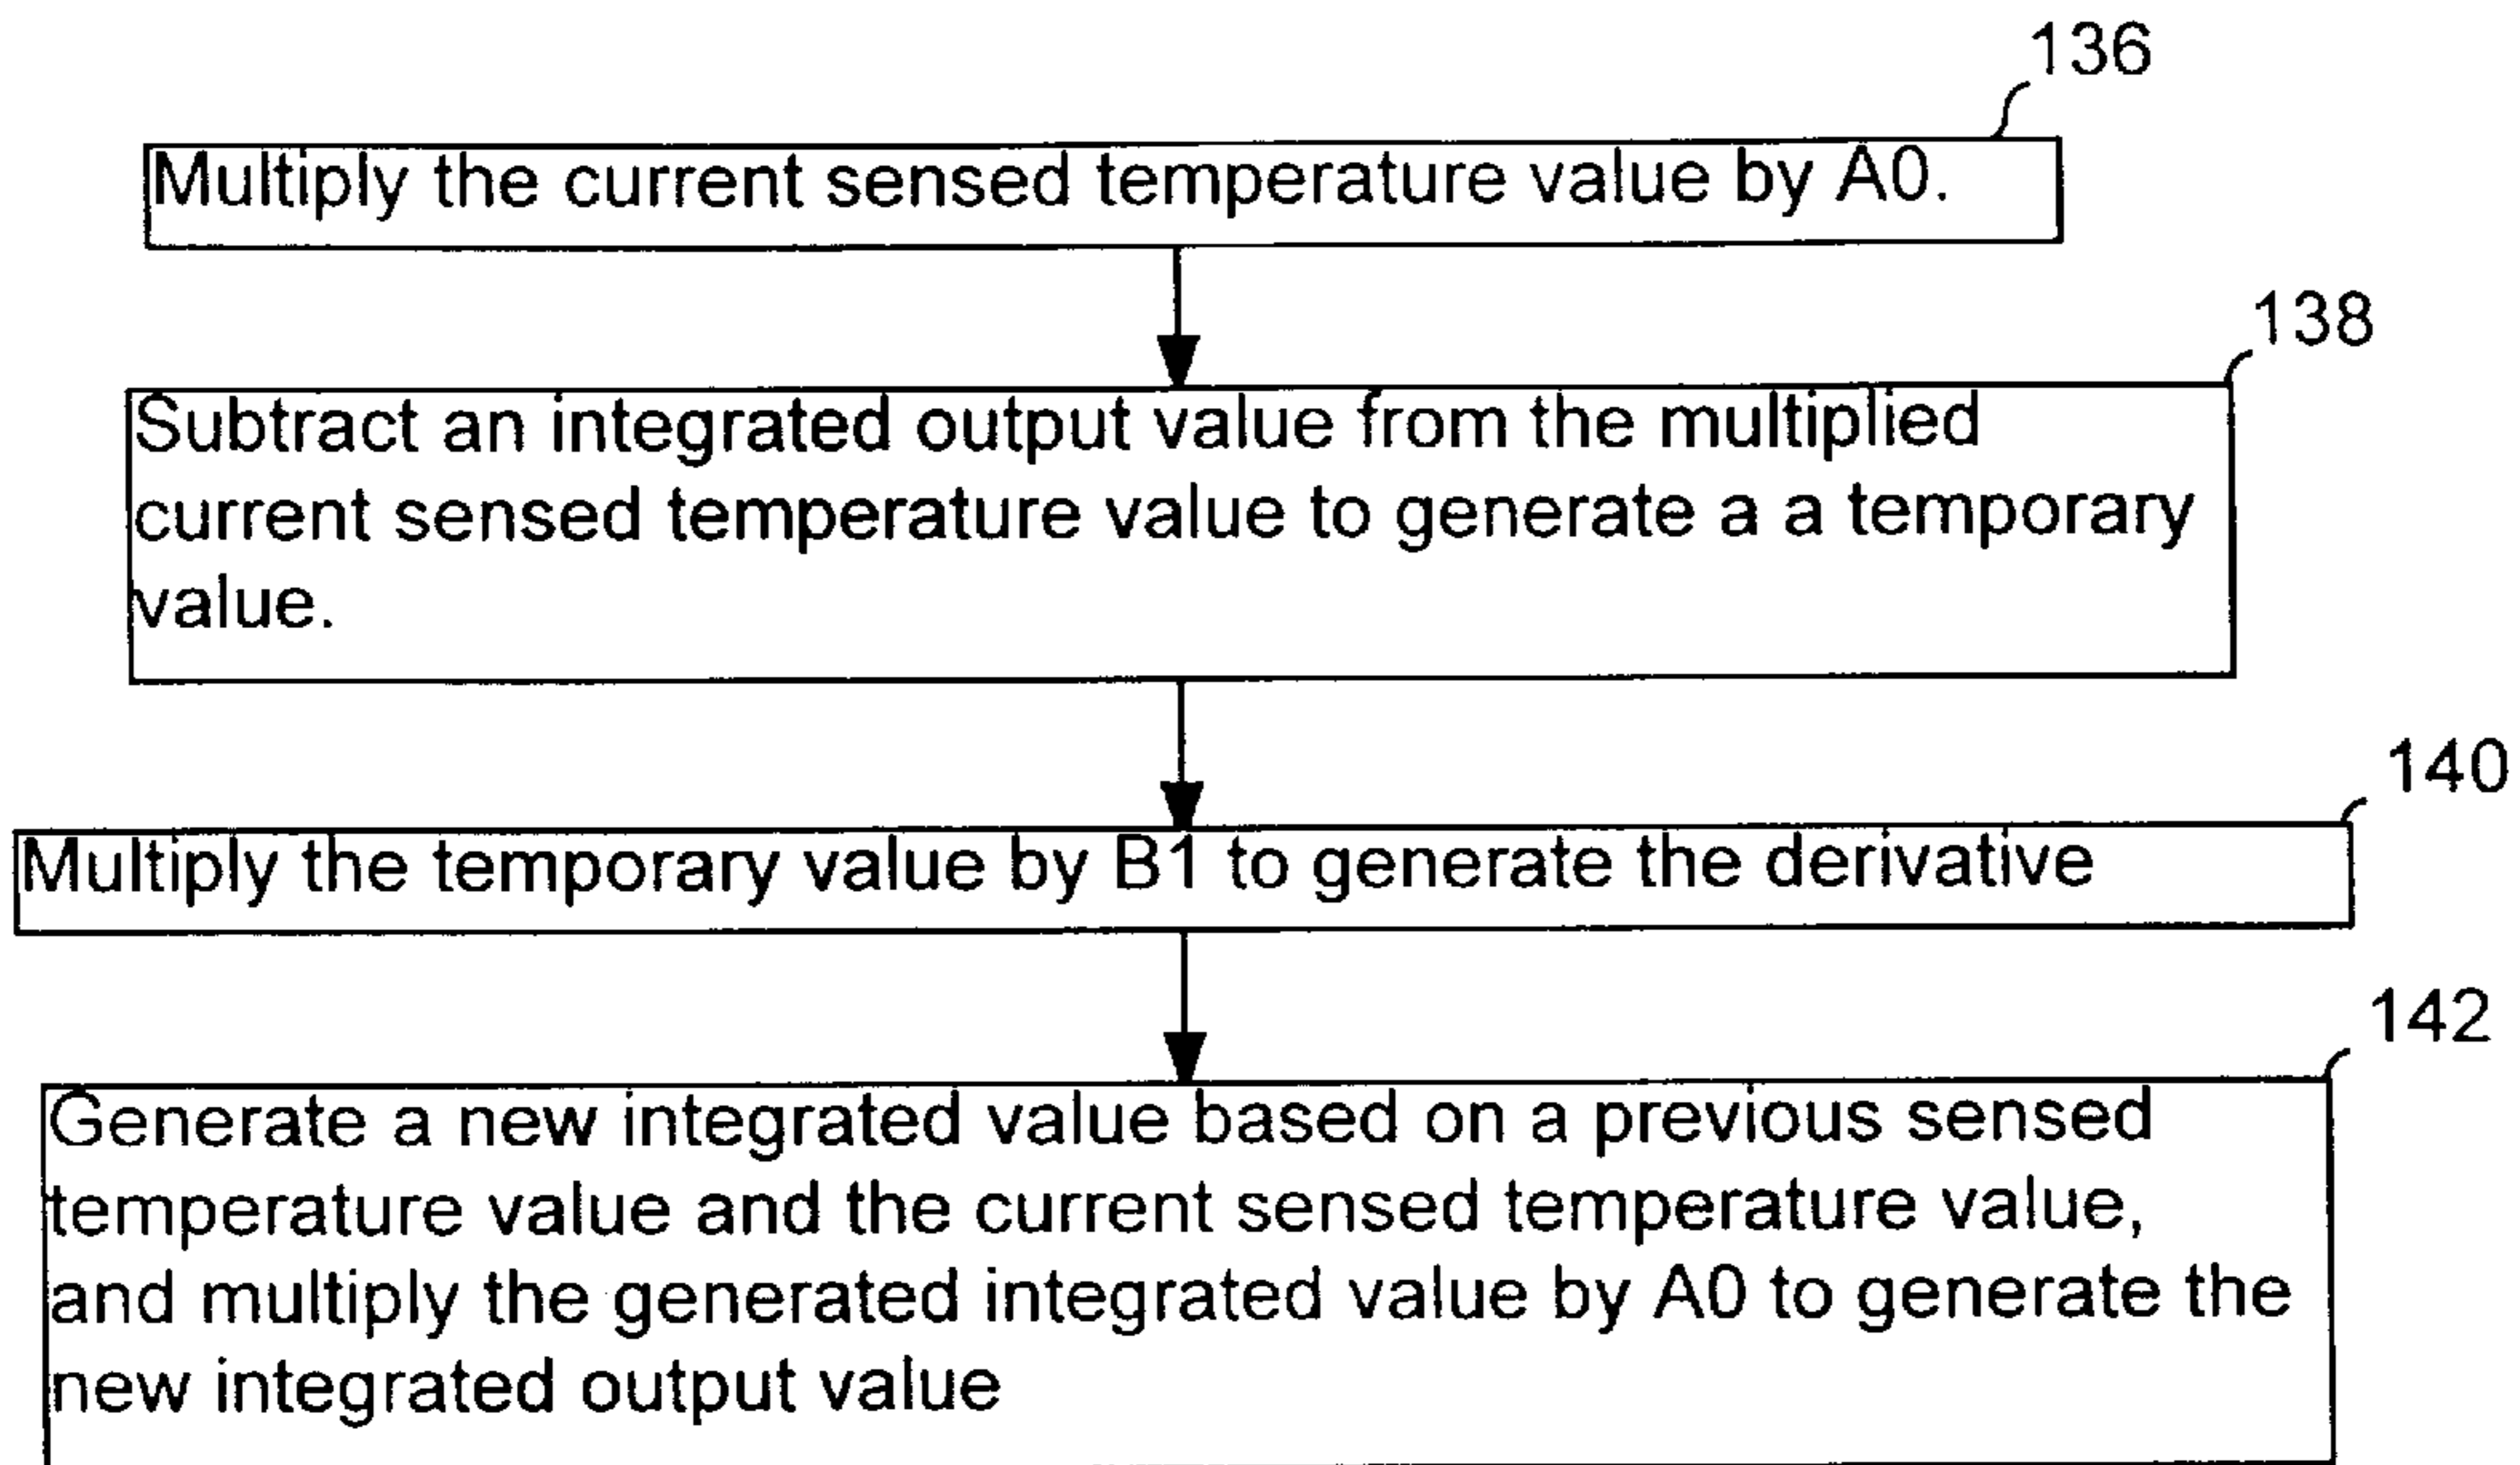 136
Multiply the current sensed temperature value by A0.
138
Subtract an integrated output value from the multiplied
current sensed temperature value to generate a a temporary
value.
140
Multiply the temporary value by B1 to generate the derivative
142
Generate a new integrated value based on a previous sensed
temperature value and the current sensed temperature value,
and multiply the generated integrated value by A0 to generate the
new integrated output value